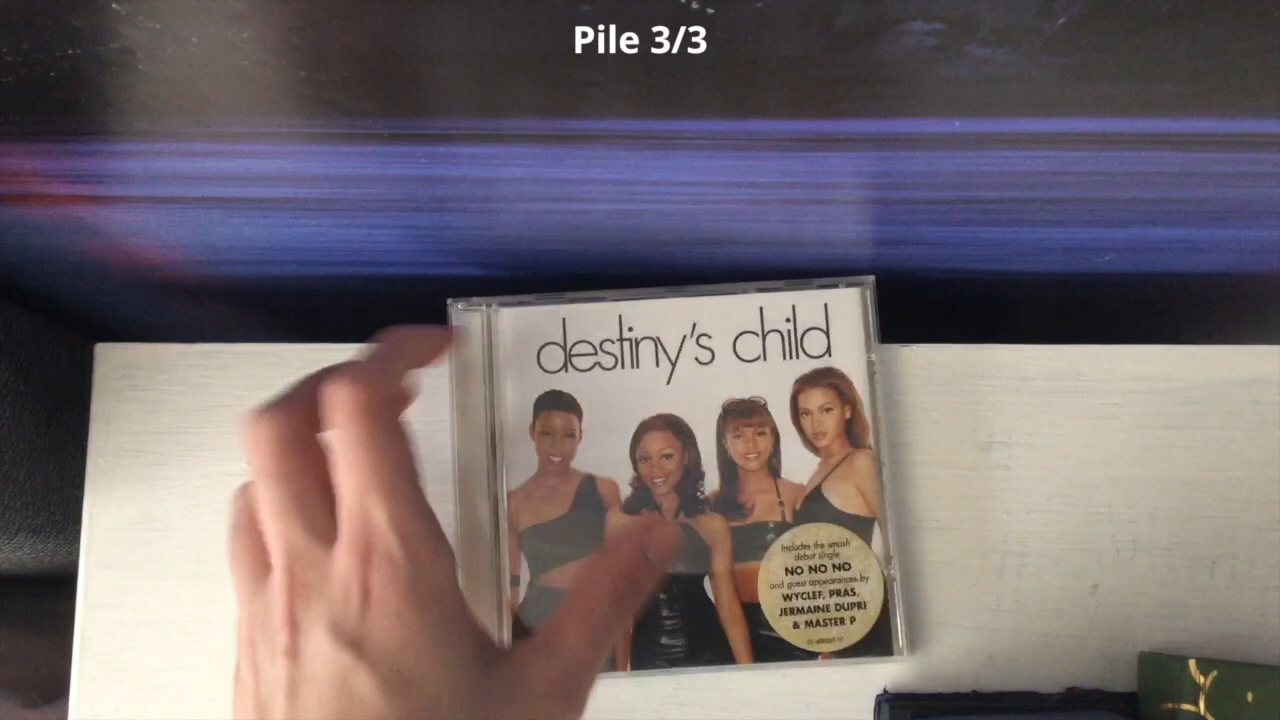 Pile 3/3
destiny's child
Includes the smash
debut single
NO NO NO
and guest appearances by
WYCLEF, PRAS,
JERMAINE DUPRI
& MASTER P